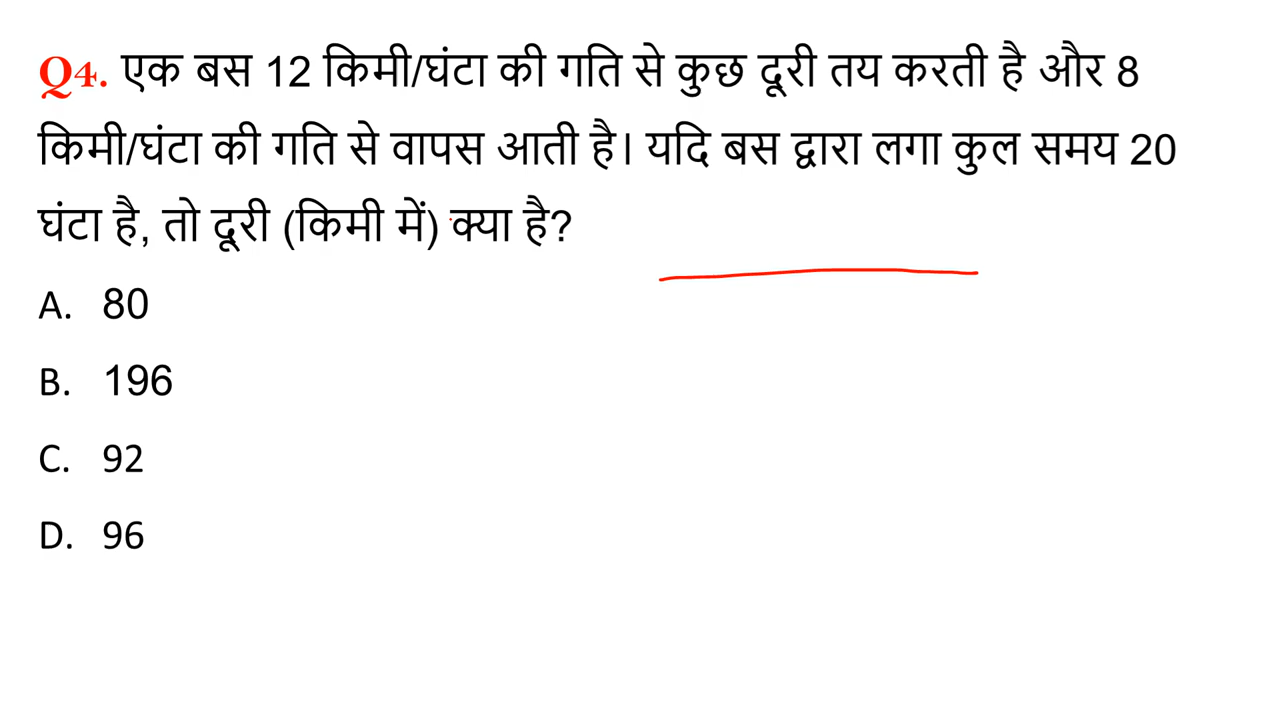 Q4. एक बस 12 किमी/घंटा की गति से कुछ दूरी तय करती है और 8
किमी/घंटा की गति से वापस आती है। यदि बस द्वारा लगा कुल समय 20
घंटा है, तो दूरी (किमी में) क्या है?
A. 80
B. 196
C. 92
D. 96